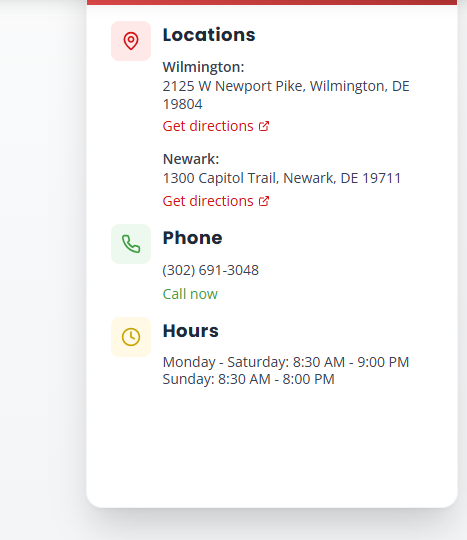 Locations
Wilmington:
2125 W Newport Pike, Wilmington, DE
19804
Get directions
Newark:
1300 Capitol Trail, Newark, DE 19711
Get directions
Phone
(302) 691-3048
Call now
Hours
Monday - Saturday: 8:30 AM - 9:00 PM
Sunday: 8:30 AM - 8:00 PM